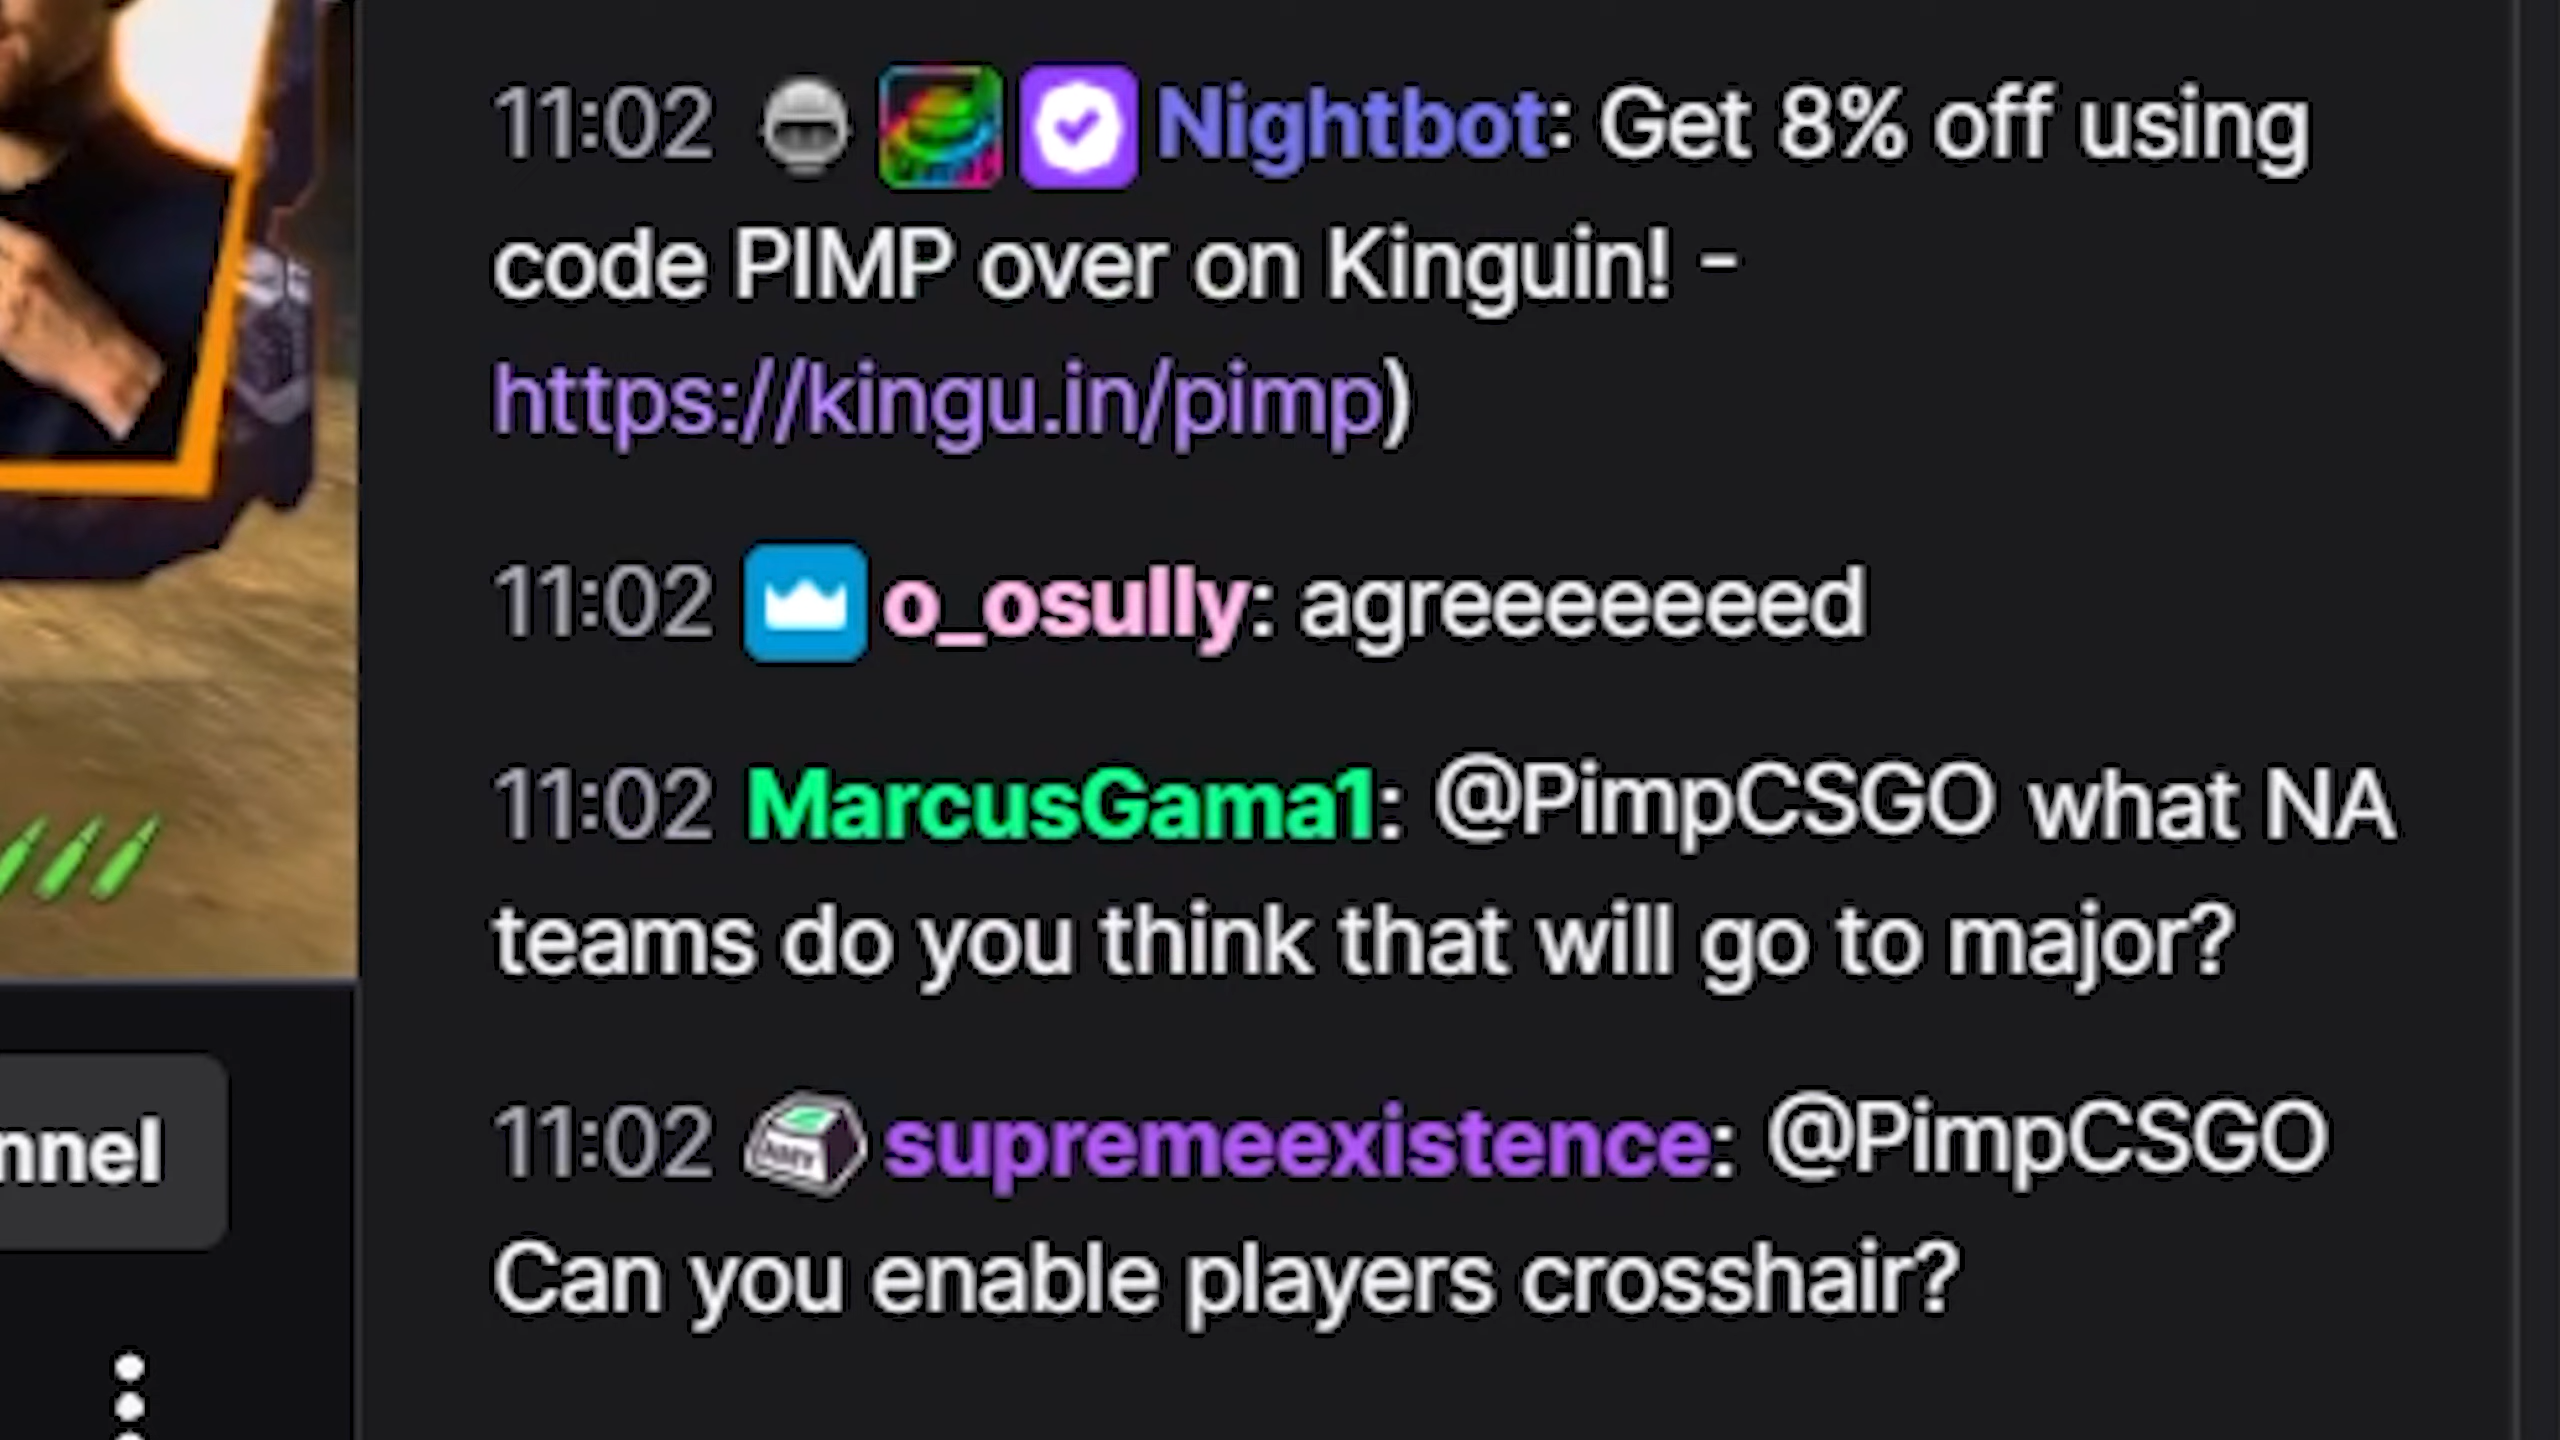 11:02 Nightbot: Get 8% off using
code PIMP over on Kinguin! -
https://kingu.in/pimp)
11:02 o_osully: agreeeeeeeed
11:02 MarcusGama1: @PimpCSGO what NA
teams do you think that will go to major?
11:02 supremeexistence: @PimpCSGO
Can you enable players crosshair?
nnel